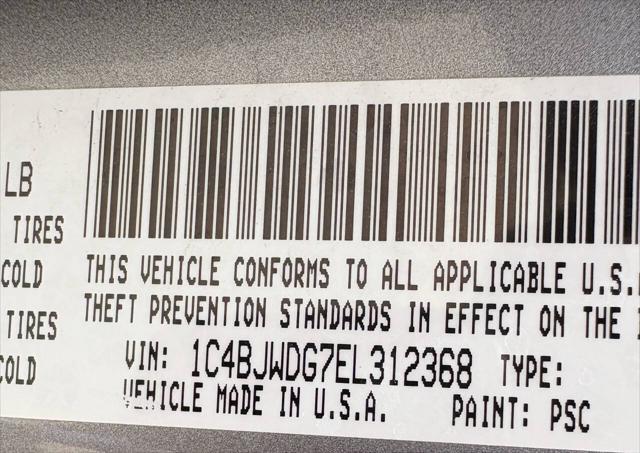 LB
TIRES
COLD
TIRES
COLD
THIS VEHICLE CONFORMS TO ALL APPLICABLE U.S.
THEFT PREVENTION STANDARDS IN EFFECT ON THE
VIN: 1C4BJWDG7EL312368 TYPE:
VEHICLE MADE IN U.S.A. PAINT: PSC